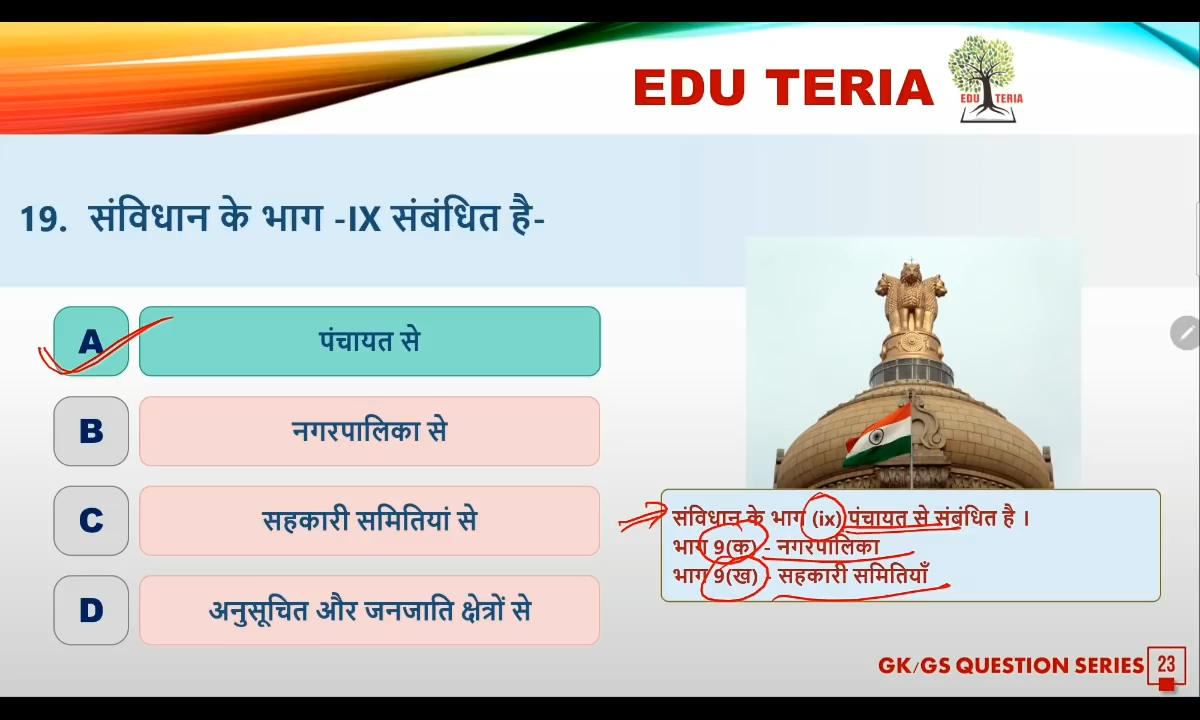 EDU TERIA
EDU TERIA
19. संविधान के भाग -IX संबंधित है-
A पंचायत से
B नगरपालिका से
C सहकारी समितियां से
D अनुसूचित और जनजाति क्षेत्रों से
संविधान के भाग (ix) पंचायत से संबंधित है ।
भाग 9(क) - नगरपालिका
भाग 9(ख) - सहकारी समितियाँ
GK/GS QUESTION SERIES 23